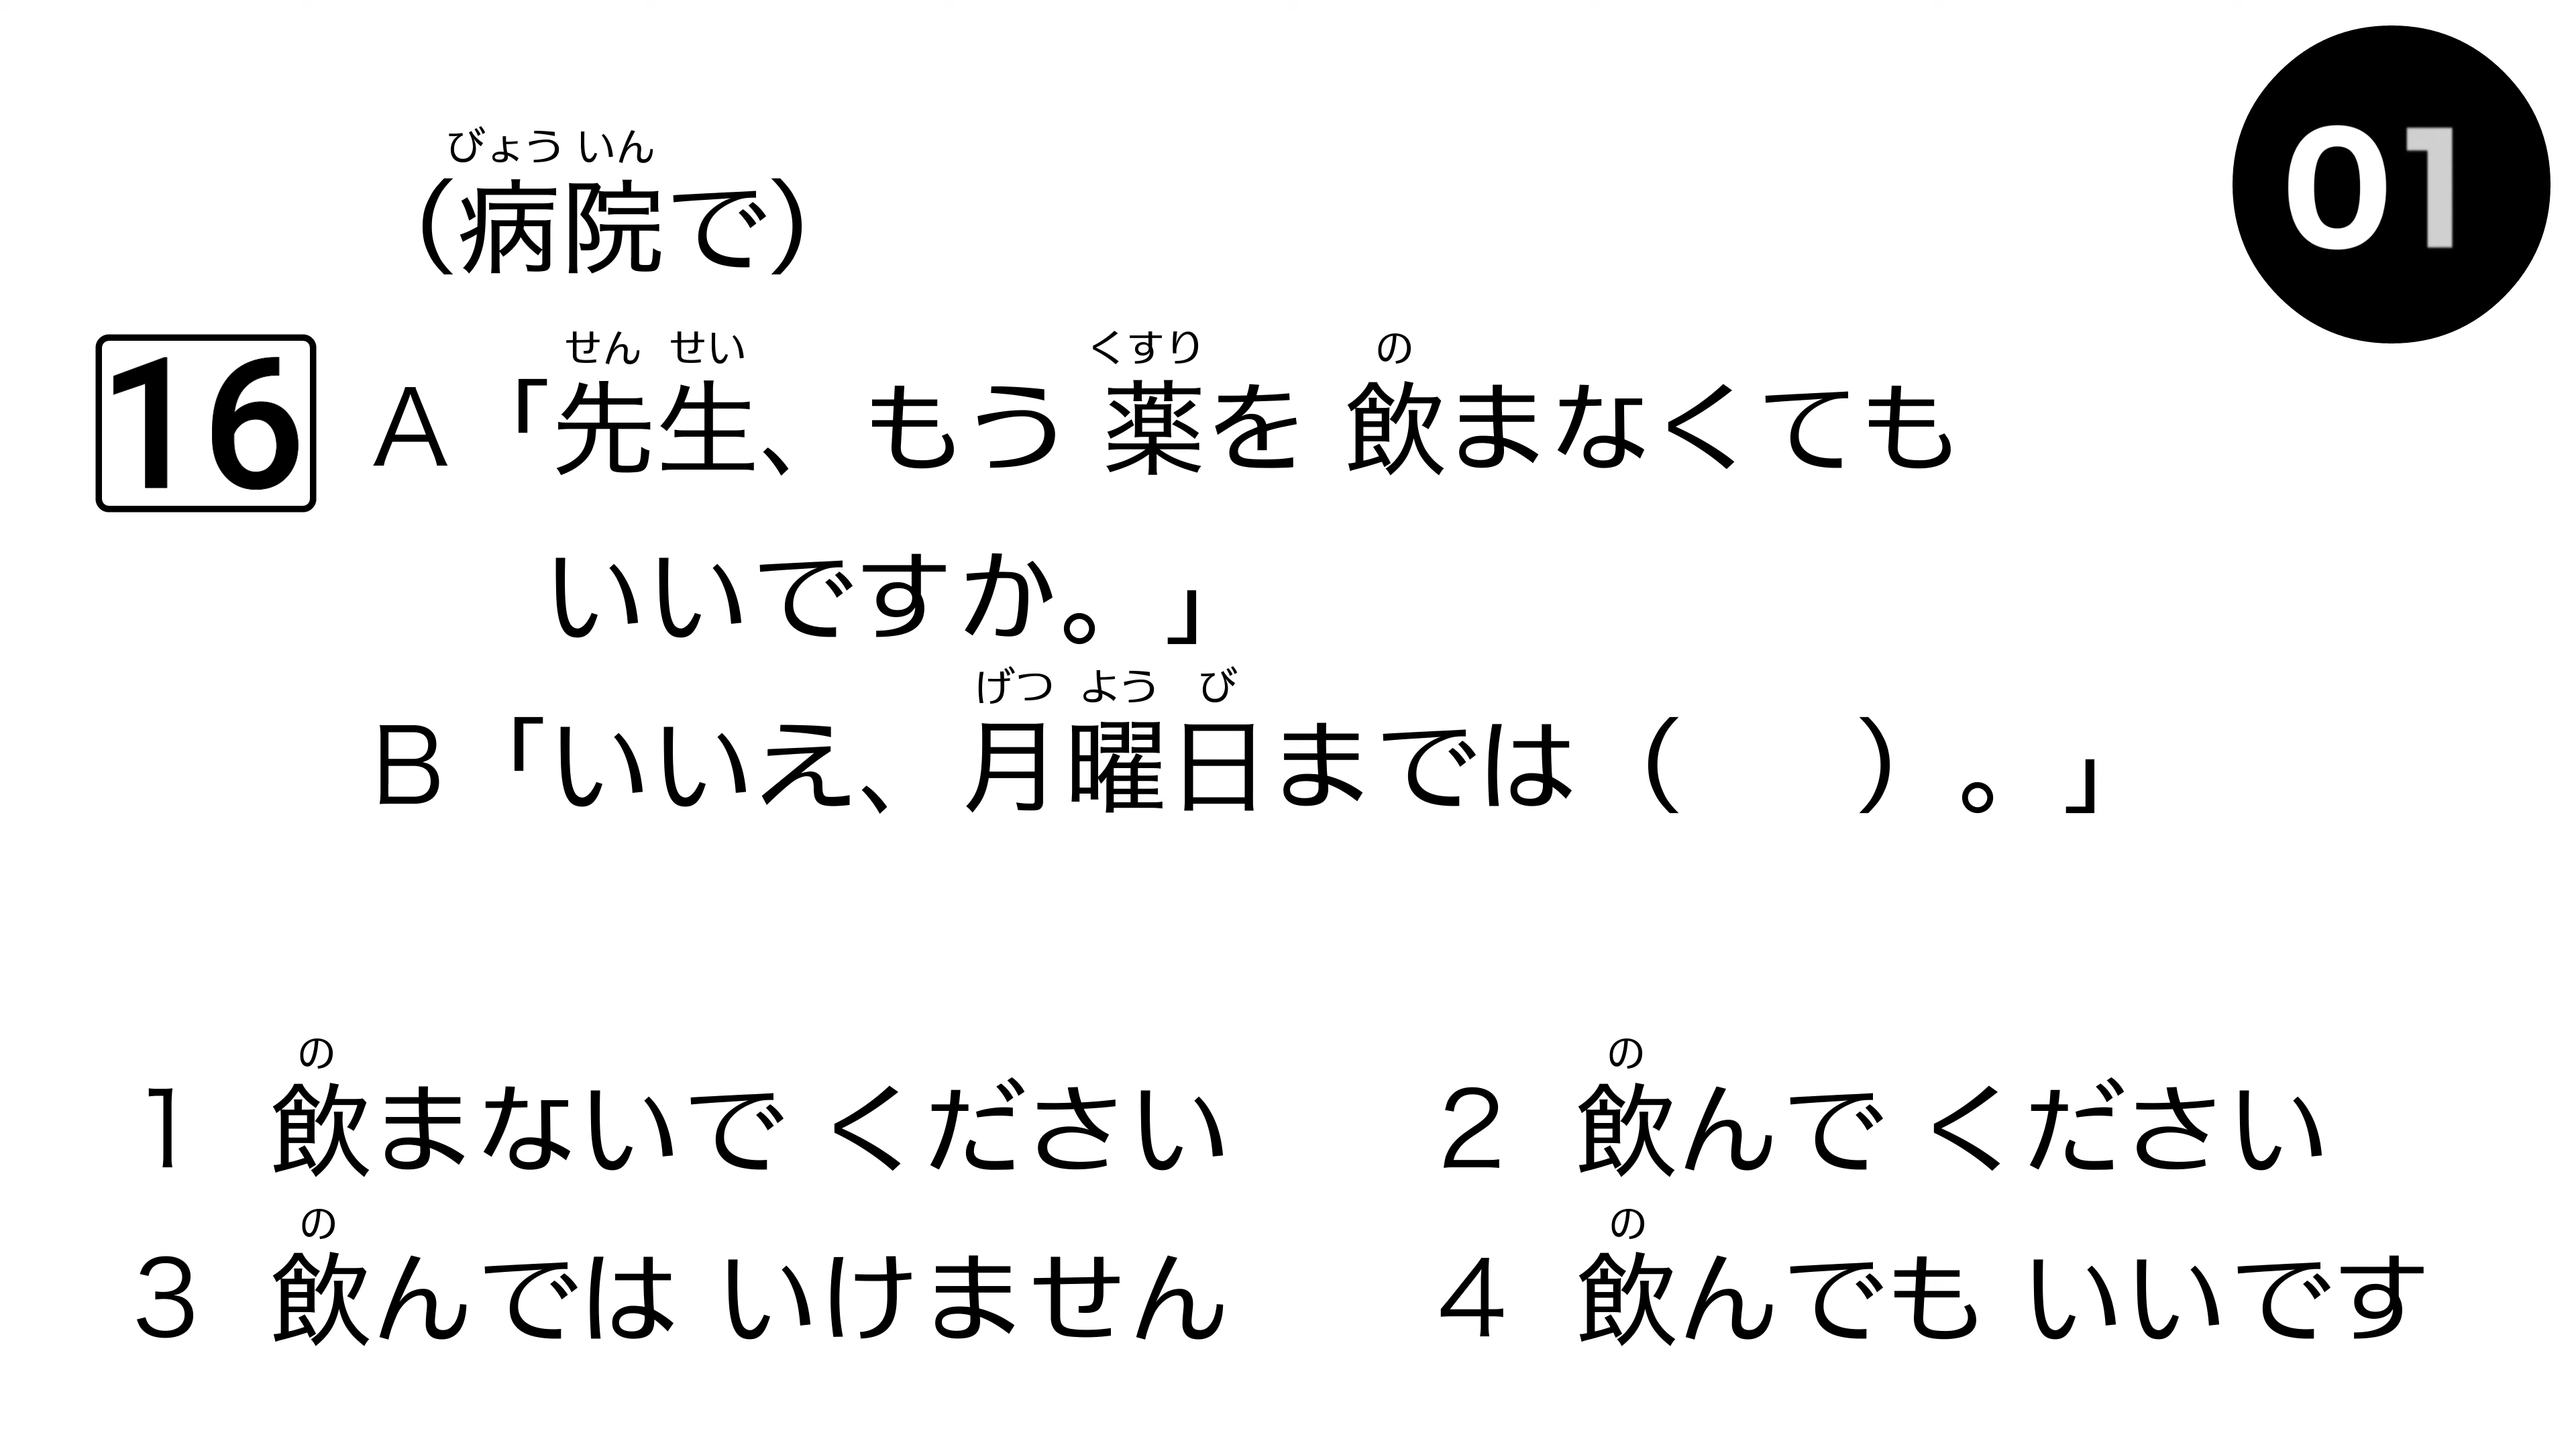 01
びょう いん
（病院で）
せん せい くすり の
16 A「先生、もう 薬を 飲まなくても
いいですか。」
げつ よう び
B「いいえ、月曜日までは（　　）。」
の の
1 飲まないで ください 2 飲んで ください
の の
3 飲んでは いけません 4 飲んでも いいです